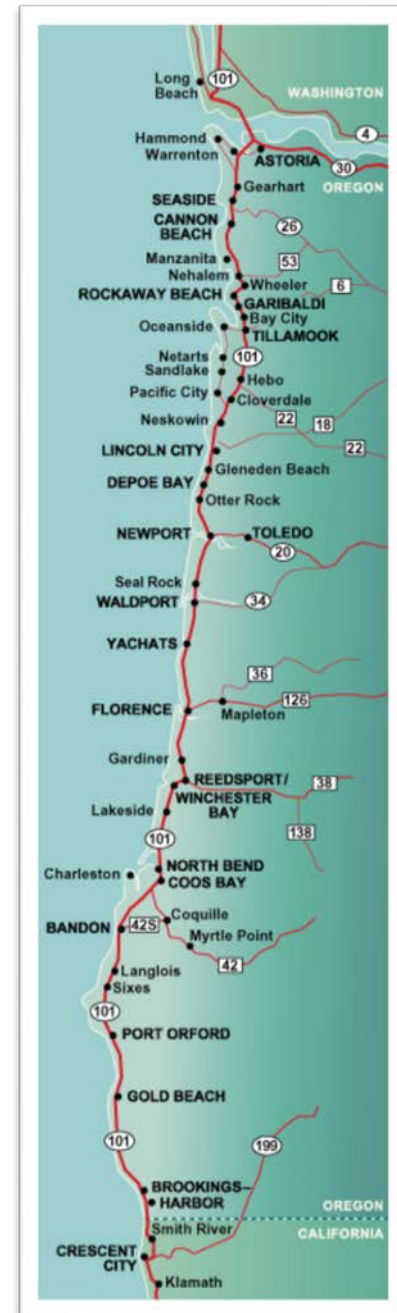 101
Long
Beach
WASHINGTON
4
Hammond
Warrenton
ASTORIA
30
OREGON
Gearhart
SEASIDE
CANNON
BEACH
26
Manzanita
53
Nehalem
Wheeler
6
ROCKAWAY BEACH
GARIBALDI
Bay City
Oceanside
TILLAMOOK
Netarts
101
Sandlake
Hebo
Pacific City
Cloverdale
22
18
Neskowin
LINCOLN CITY
22
Gleneden Beach
DEPOE BAY
Otter Rock
NEWPORT
TOLEDO
20
Seal Rock
WALDPORT
34
YACHATS
36
126
FLORENCE
Mapleton
Gardiner
REEDSPORT/
WINCHESTER
BAY
38
Lakeside
138
101
NORTH BEND
Charleston
COOS BAY
Coquille
BANDON
42S
Myrtle Point
42
Langlois
Sixes
101
PORT ORFORD
GOLD BEACH
101
199
BROOKINGS–
HARBOR
OREGON
Smith River
CALIFORNIA
CRESCENT
CITY
Klamath